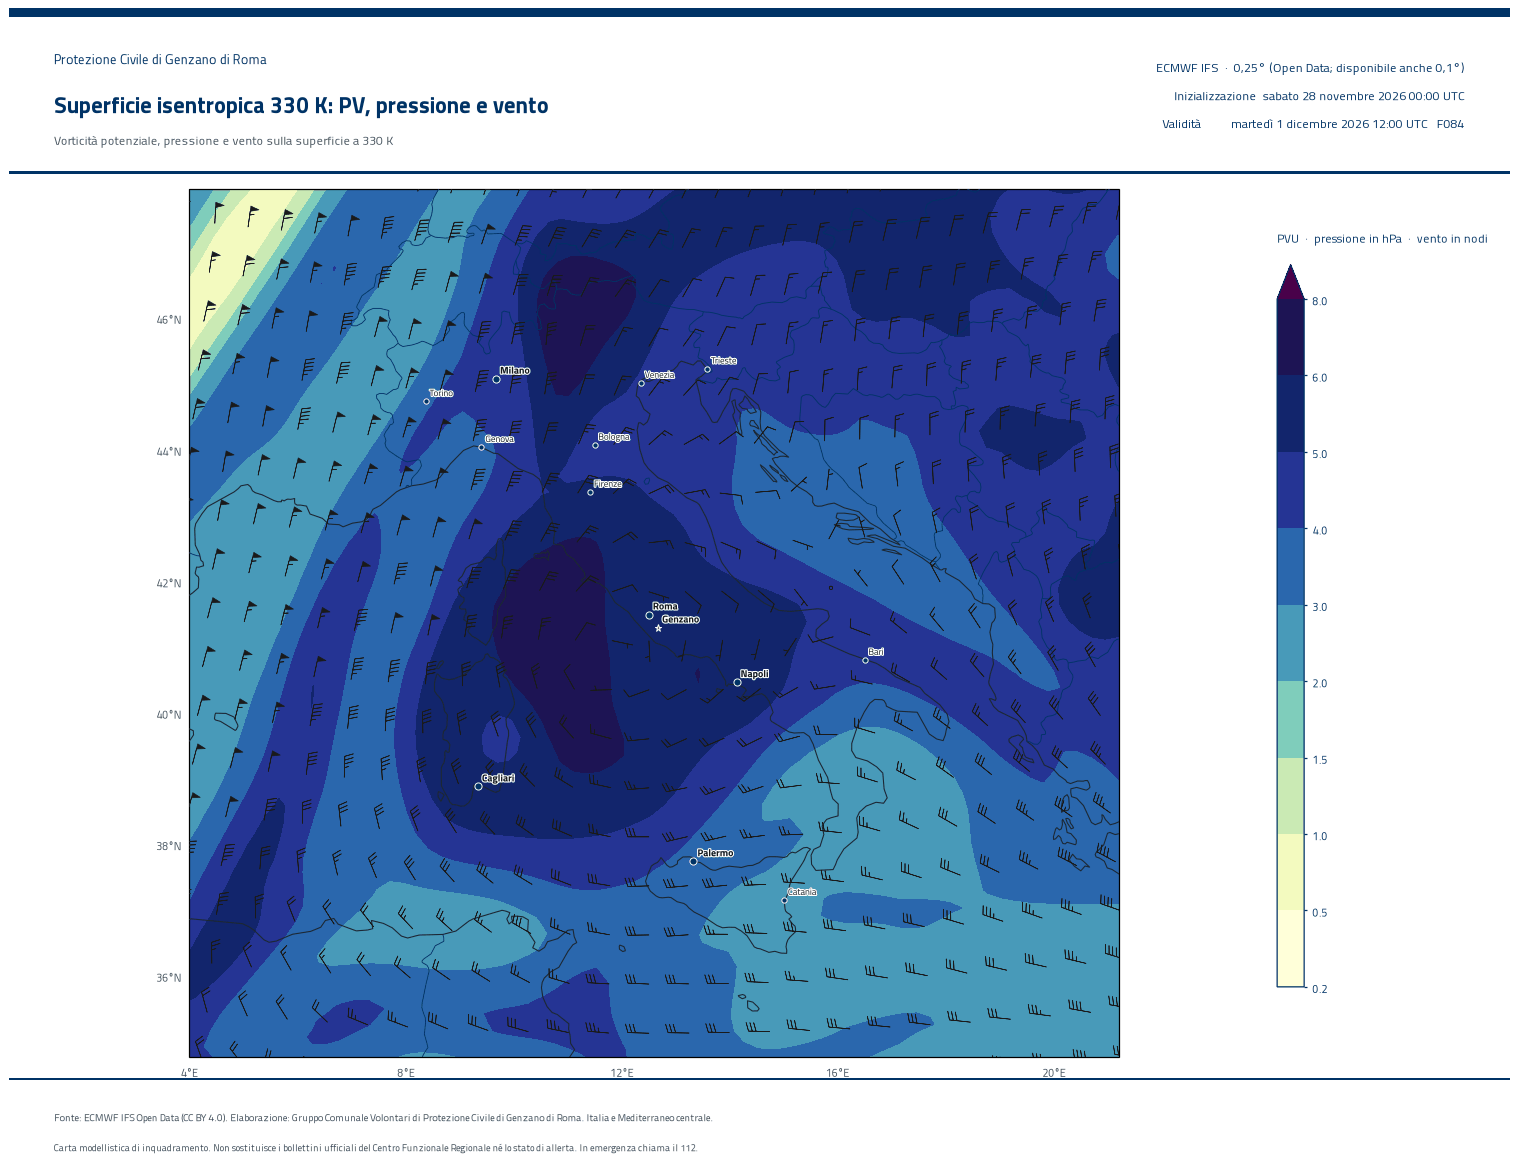 Protezione Civile di Genzano di Roma
Superficie isentropica 330 K: PV, pressione e vento
Vorticità potenziale, pressione e vento sulla superficie a 330 K
ECMWF IFS · 0,25° (Open Data; disponibile anche 0,1°)
Inizializzazione sabato 28 novembre 2026 00:00 UTC
Validità martedì 1 dicembre 2026 12:00 UTC F084
PVU · pressione in hPa · vento in nodi
8.0
6.0
5.0
4.0
3.0
2.0
1.5
1.0
0.5
0.2
46°N
44°N
42°N
40°N
38°N
36°N
4°E
8°E
12°E
16°E
20°E
Trieste
Milano
Venezia
Torino
Genova
Bologna
Firenze
Roma
Genzano
Bari
Napoli
Cagliari
Palermo
Catania
Fonte: ECMWF IFS Open Data (CC BY 4.0). Elaborazione: Gruppo Comunale Volontari di Protezione Civile di Genzano di Roma. Italia e Mediterraneo centrale.
Carta modellistica di inquadramento. Non sostituisce i bollettini ufficiali del Centro Funzionale Regionale né lo stato di allerta. In emergenza chiama il 112.